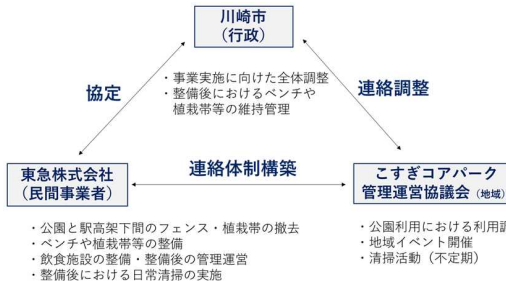 川崎市
（行政）
・事業実施に向けた全体調整
・整備後におけるベンチや
植栽帯等の維持管理
協定
連絡調整
連絡体制構築
東急株式会社
（民間事業者）
こすぎコアパーク
管理運営協議会（地域）
・公園と駅高架下間のフェンス・植栽帯の撤去
・ベンチや植栽帯等の整備
・飲食施設の整備・整備後の管理運営
・整備後における日常清掃の実施
・公園利用における利用調
・地域イベント開催
・清掃活動（不定期）